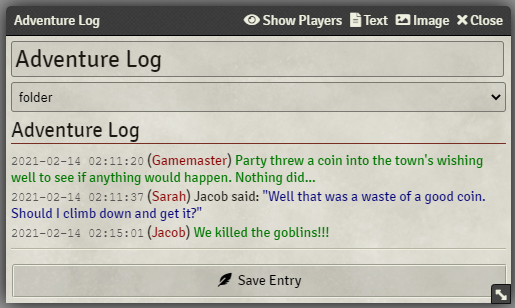 Adventure Log Show Players Text Image Close
Adventure Log
folder
Adventure Log
2021-02-14 02:11:20 (Gamemaster) Party threw a coin into the town's wishing
well to see if anything would happen. Nothing did...
2021-02-14 02:11:37 (Sarah) Jacob said: "Well that was a waste of a good coin.
Should I climb down and get it?"
2021-02-14 02:15:01 (Jacob) We killed the goblins!!!
Save Entry